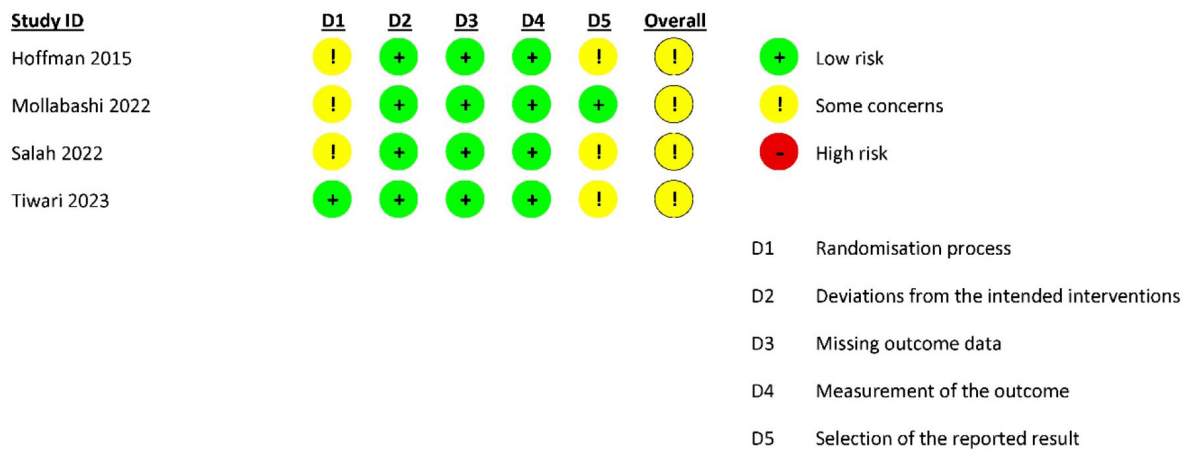 Study ID D1 D2 D3 D4 D5 Overall
Hoffman 2015 ! + + + ! ! + Low risk
Mollabashi 2022 ! + + + + ! ! Some concerns
Salah 2022 ! + + + ! ! - High risk
Tiwari 2023 + + + + ! !
D1 Randomisation process
D2 Deviations from the intended interventions
D3 Missing outcome data
D4 Measurement of the outcome
D5 Selection of the reported result